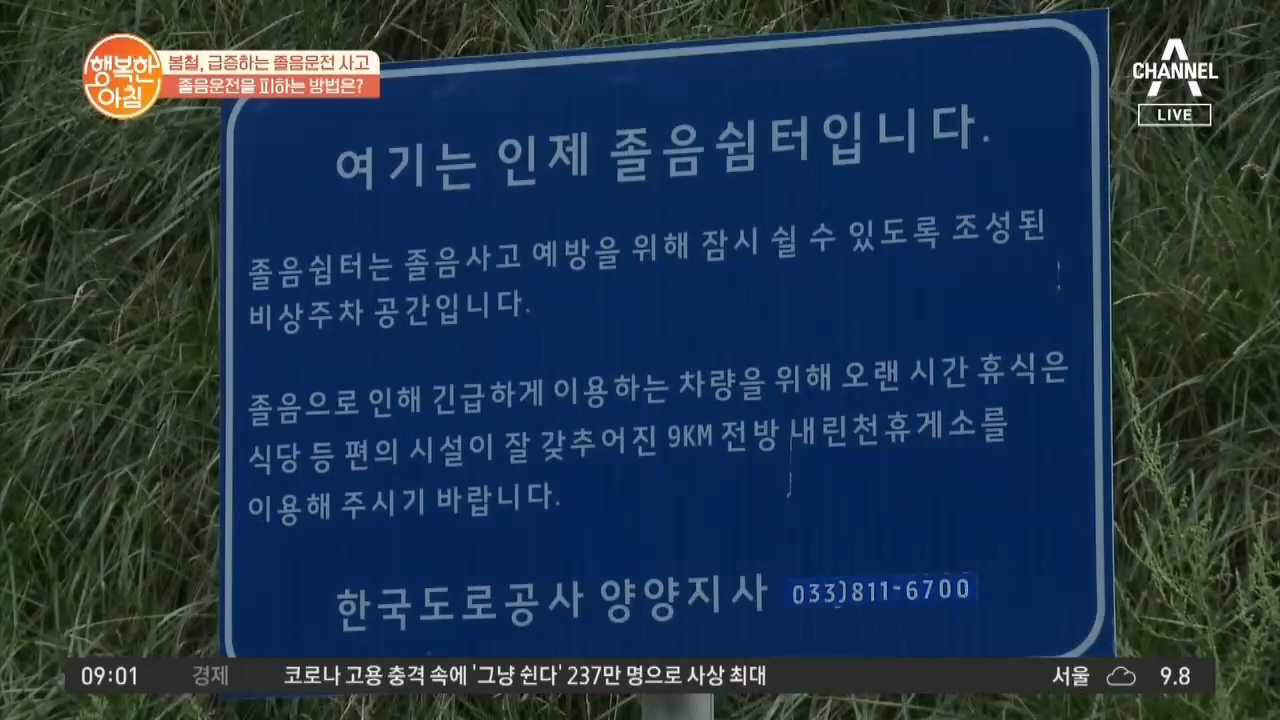 행복한
아침
봄철, 급증하는 졸음운전 사고
졸음운전을 피하는 방법은?
CHANNEL A
LIVE
여기는 인제 졸음쉼터입니다.
졸음쉼터는 졸음사고 예방을 위해 잠시 쉴 수 있도록 조성된
비상주차 공간입니다.
졸음으로 인해 긴급하게 이용하는 차량을 위해 오랜 시간 휴식은
식당 등 편의 시설이 잘 갖추어진 9KM 전방 내린천휴게소를
이용해 주시기 바랍니다.
한국도로공사 양양지사 033)811-6700
09:01 경제 코로나 고용 충격 속에 '그냥 쉰다' 237만 명으로 사상 최대 서울 9.8